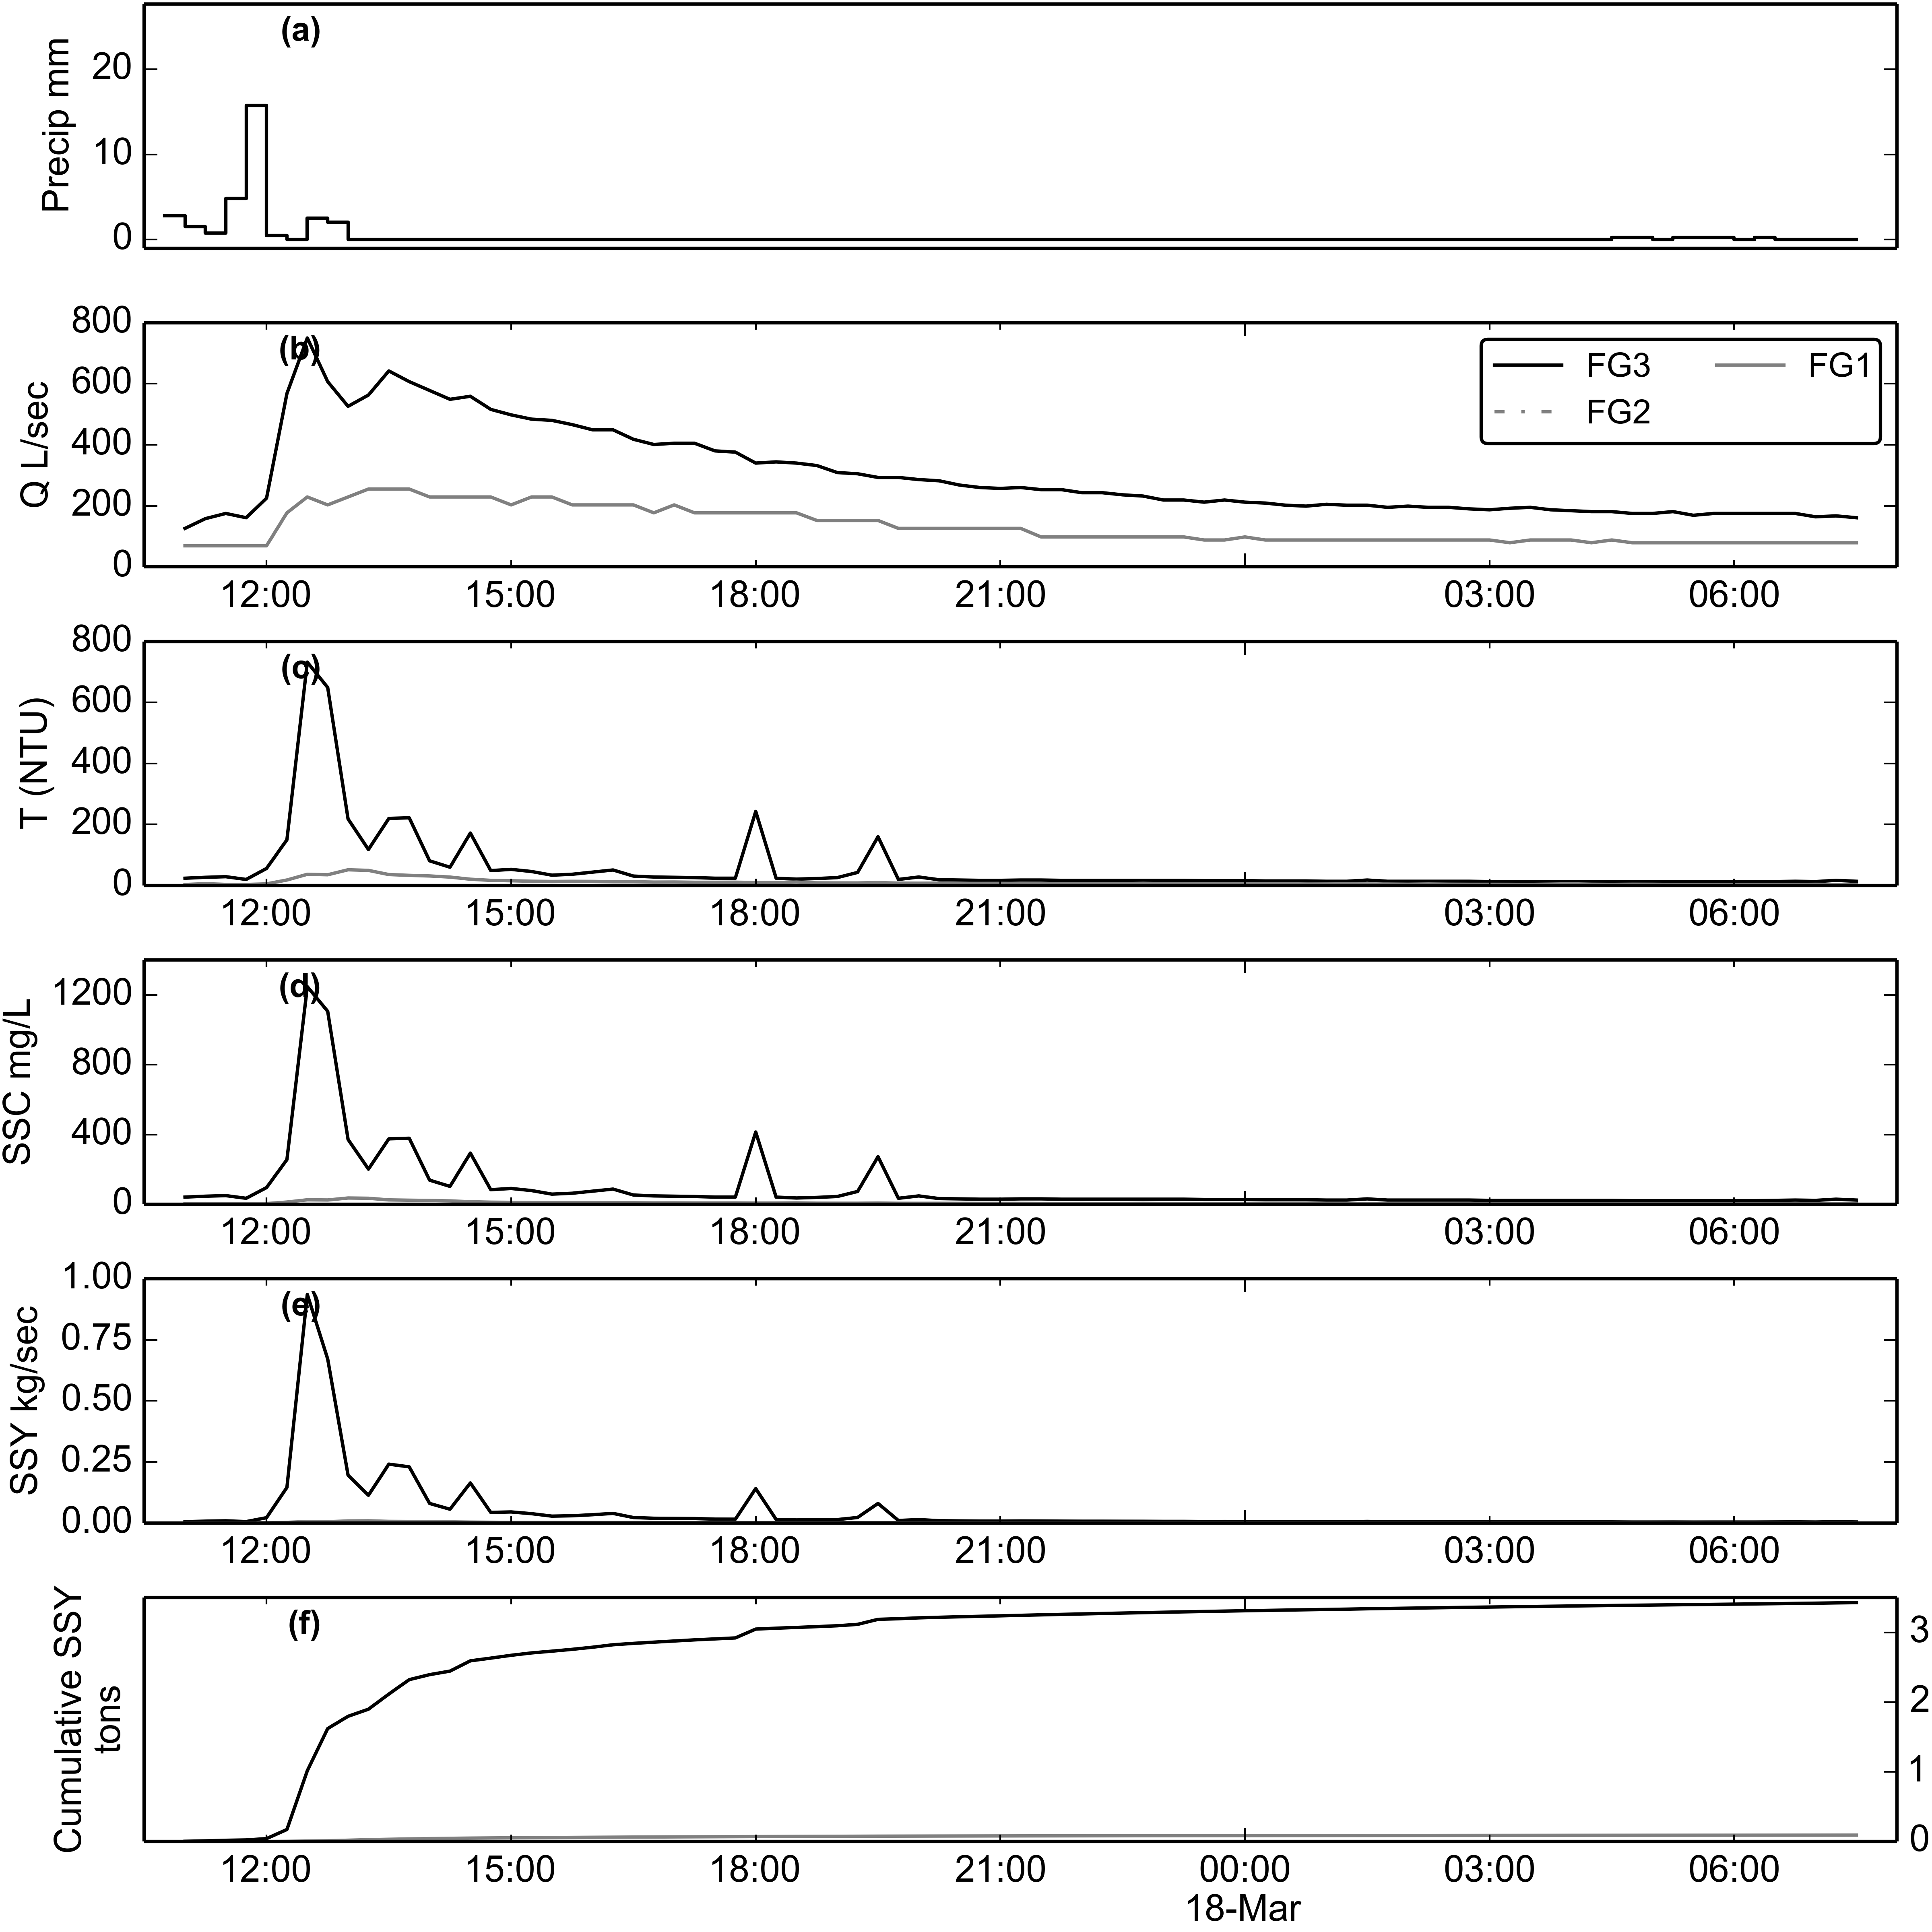 (a)
Precip mm
20
10
0
(b)
Q L/sec
800
600
400
200
0
FG3
FG1
FG2
12:00 15:00 18:00 21:00 03:00 06:00
(c)
T (NTU)
800
600
400
200
0
12:00 15:00 18:00 21:00 03:00 06:00
(d)
SSC mg/L
1200
800
400
0
12:00 15:00 18:00 21:00 03:00 06:00
(e)
SSY kg/sec
1.00
0.75
0.50
0.25
0.00
12:00 15:00 18:00 21:00 03:00 06:00
(f)
Cumulative SSY
tons
3
2
1
0
12:00 15:00 18:00 21:00 00:00 03:00 06:00
18-Mar